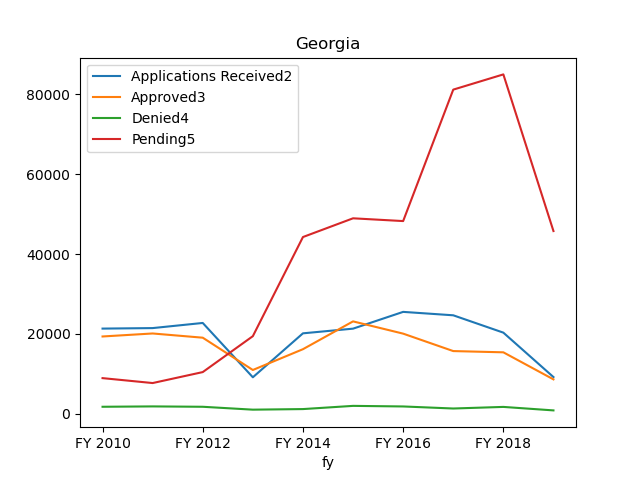 Georgia
Applications Received2
Approved3
Denied4
Pending5
80000
60000
40000
20000
0
FY 2010 FY 2012 FY 2014 FY 2016 FY 2018
fy